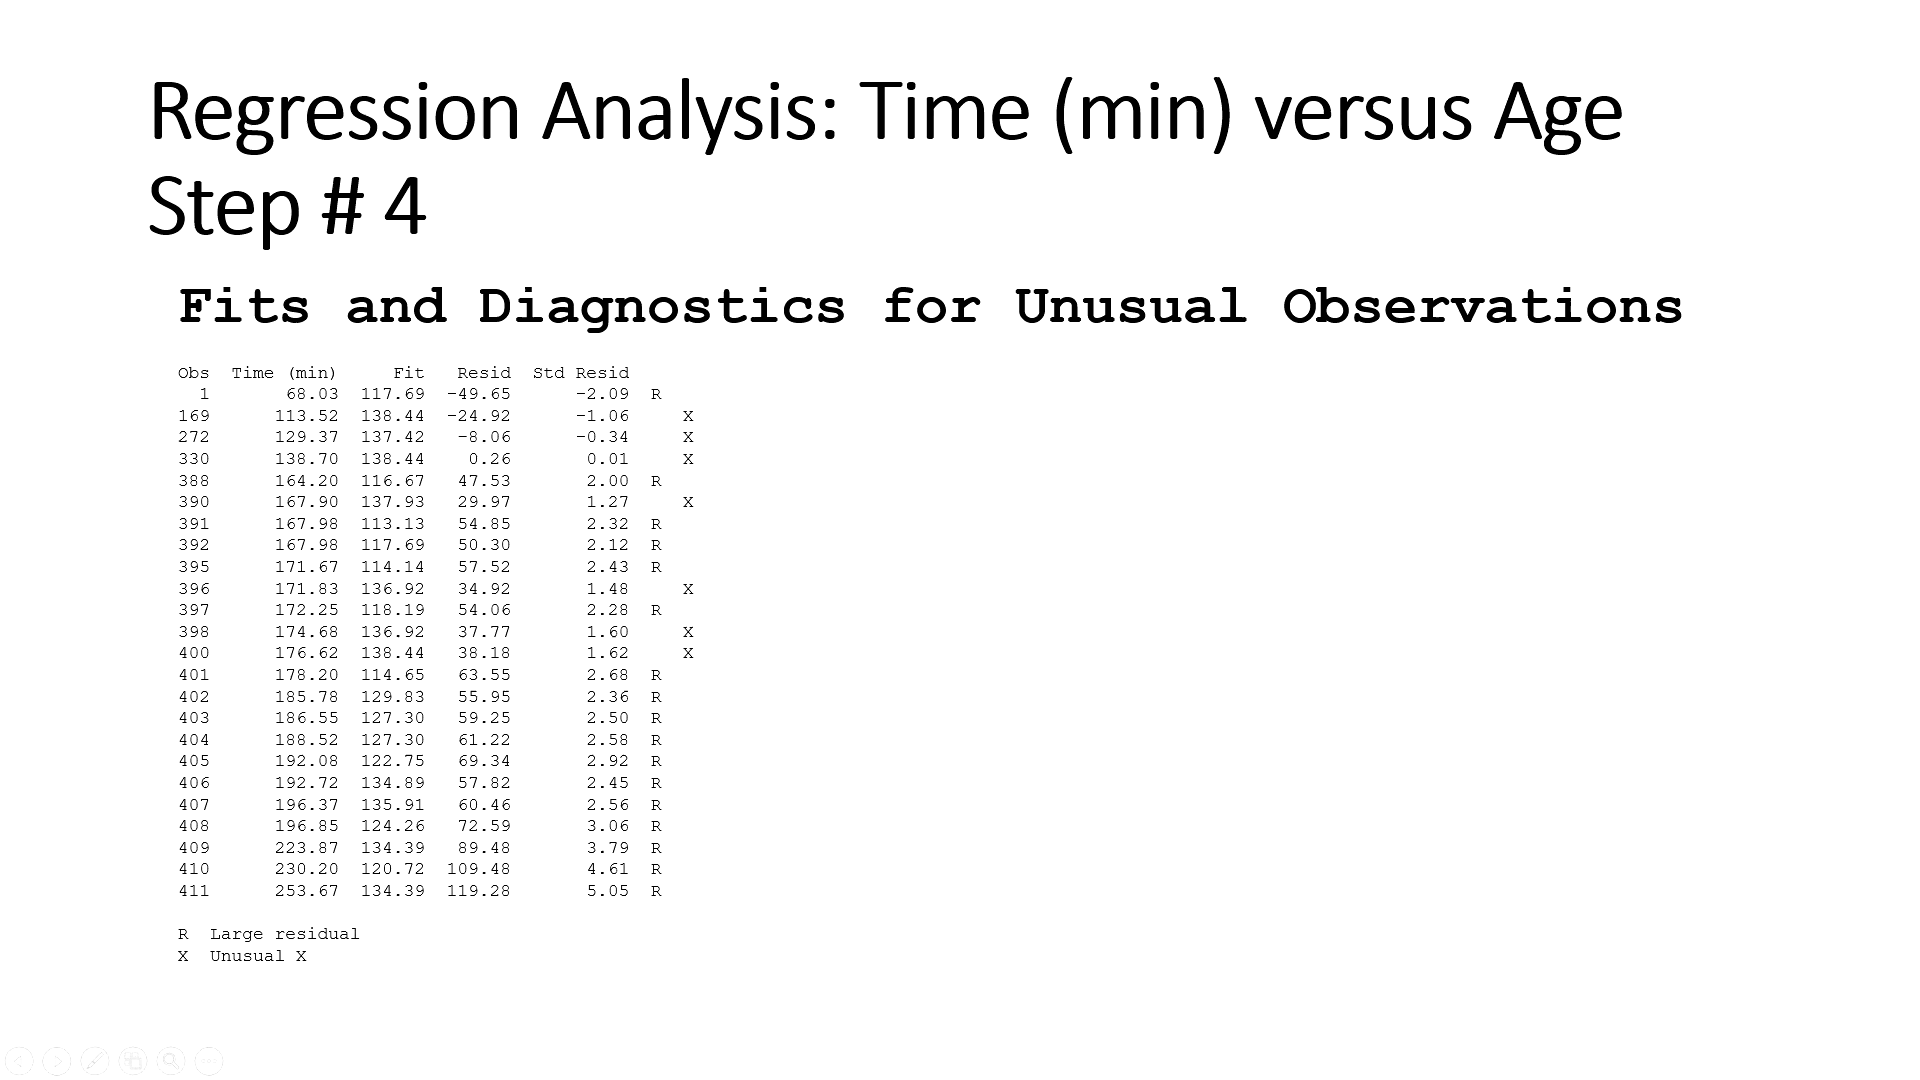 Regression Analysis: Time (min) versus Age
Step # 4
Fits and Diagnostics for Unusual Observations
Obs  Time (min)     Fit   Resid  Std Resid
  1       68.03  117.69  -49.65      -2.09  R
169      113.52  138.44  -24.92      -1.06     X
272      129.37  137.42   -8.06      -0.34     X
330      138.70  138.44    0.26       0.01     X
388      164.20  116.67   47.53       2.00  R
390      167.90  137.93   29.97       1.27     X
391      167.98  113.13   54.85       2.32  R
392      167.98  117.69   50.30       2.12  R
395      171.67  114.14   57.52       2.43  R
396      171.83  136.92   34.92       1.48     X
397      172.25  118.19   54.06       2.28  R
398      174.68  136.92   37.77       1.60     X
400      176.62  138.44   38.18       1.62     X
401      178.20  114.65   63.55       2.68  R
402      185.78  129.83   55.95       2.36  R
403      186.55  127.30   59.25       2.50  R
404      188.52  127.30   61.22       2.58  R
405      192.08  122.75   69.34       2.92  R
406      192.72  134.89   57.82       2.45  R
407      196.37  135.91   60.46       2.56  R
408      196.85  124.26   72.59       3.06  R
409      223.87  134.39   89.48       3.79  R
410      230.20  120.72  109.48       4.61  R
411      253.67  134.39  119.28       5.05  R
R  Large residual
X  Unusual X